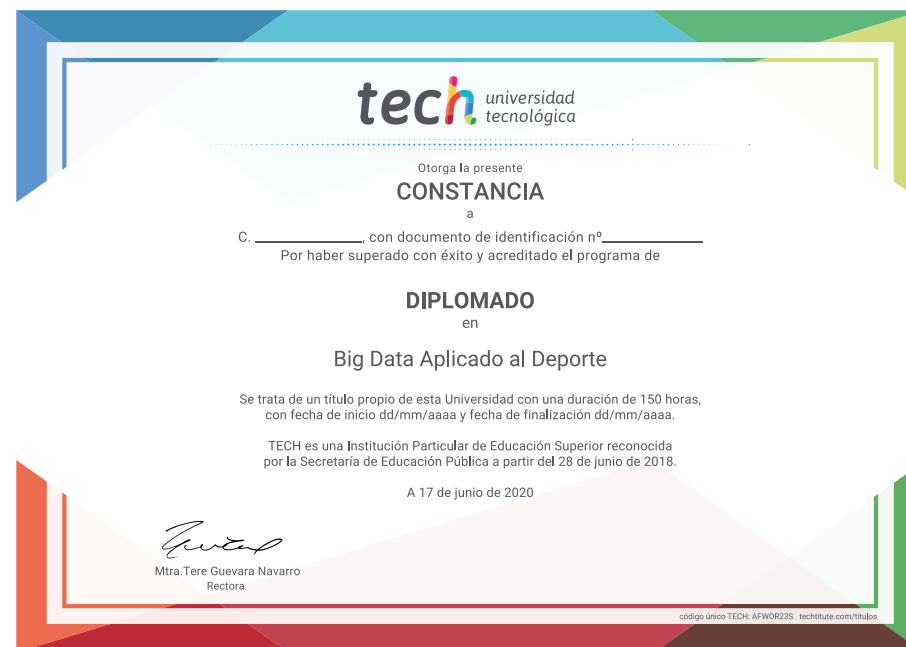 tech universidad
tecnológica
Otorga la presente
CONSTANCIA
a
C. ______________, con documento de identificación nº_____________
Por haber superado con éxito y acreditado el programa de
DIPLOMADO
en
Big Data Aplicado al Deporte
Se trata de un título propio de esta Universidad con una duración de 150 horas,
con fecha de inicio dd/mm/aaaa y fecha de finalización dd/mm/aaaa.
TECH es una Institución Particular de Educación Superior reconocida
por la Secretaría de Educación Pública a partir del 28 de junio de 2018.
A 17 de junio de 2020
Mtra.Tere Guevara Navarro
Rectora
código único TECH: AFWOR23S techtitute.com/titulos